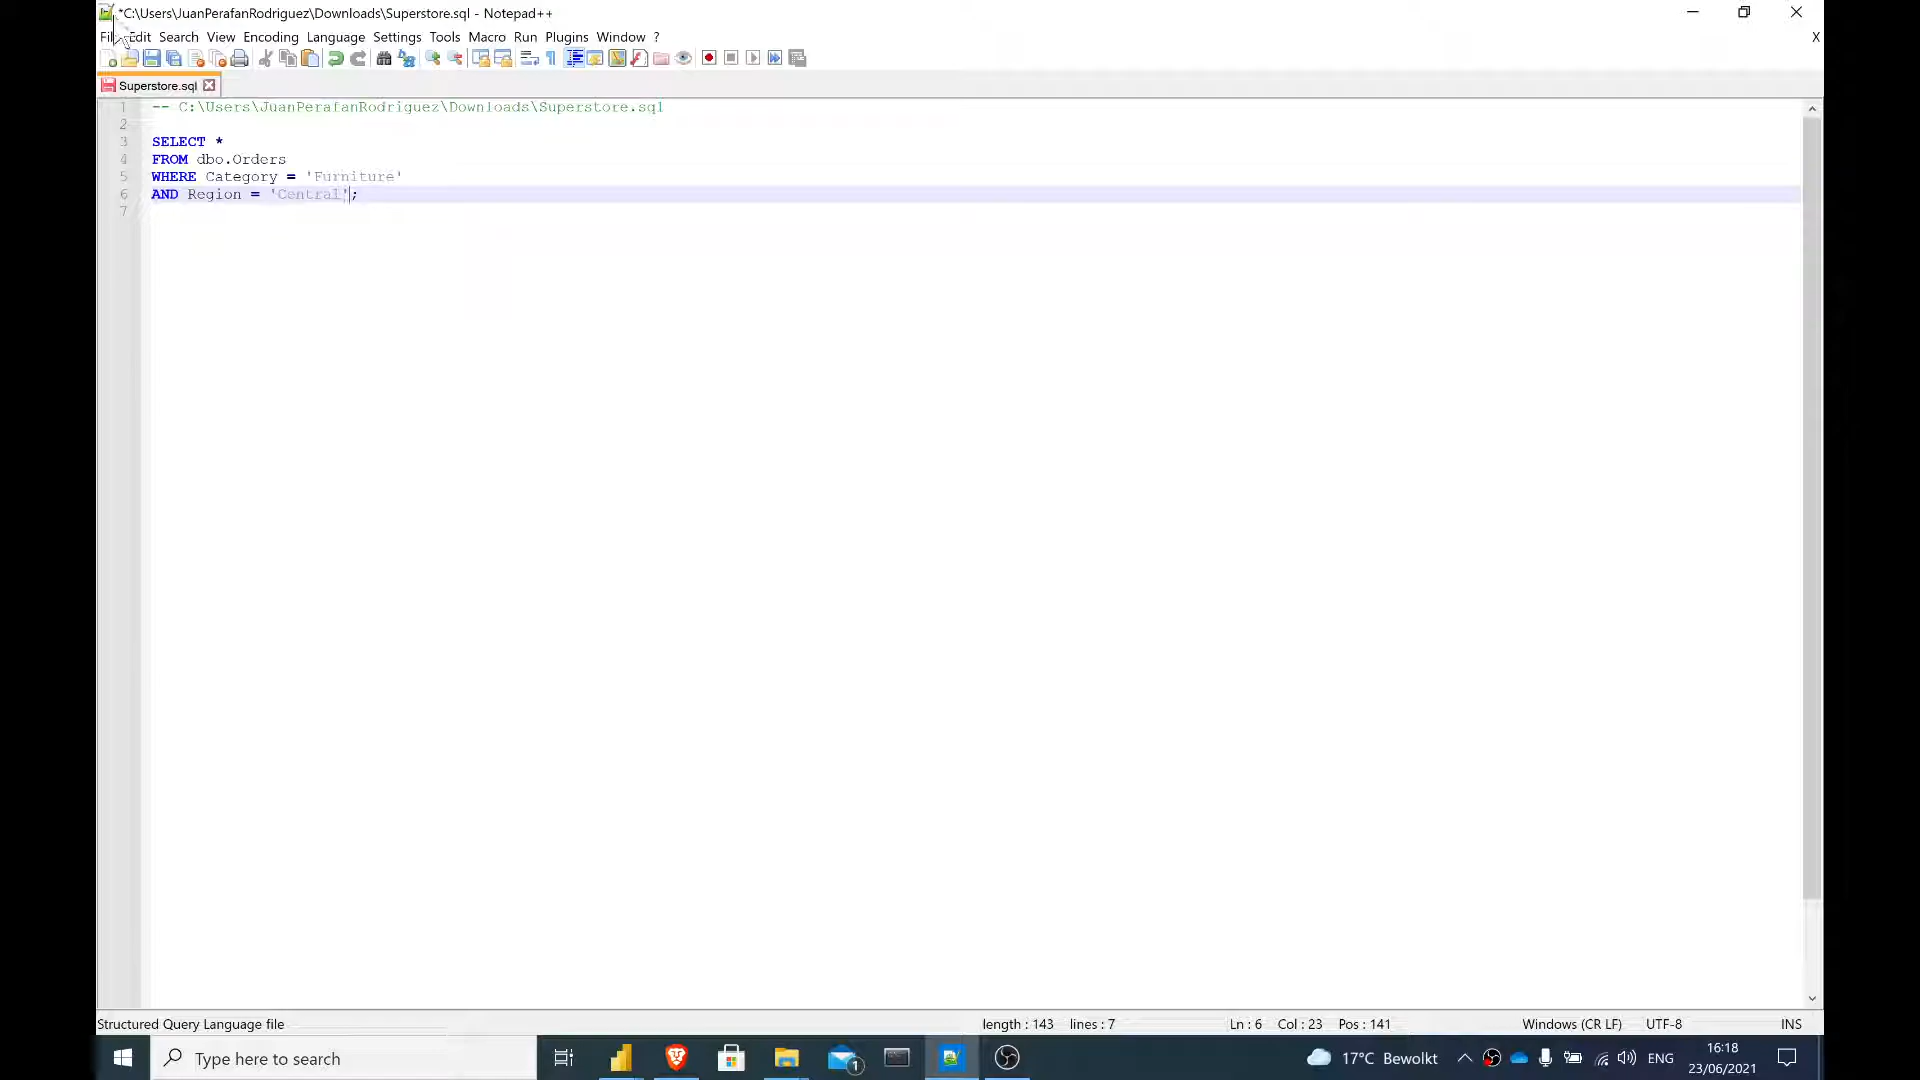 *C:\Users\JuanPerafanRodriguez\Downloads\Superstore.sql - Notepad++
File Edit Search View Encoding Language Settings Tools Macro Run Plugins Window ? X
Superstore.sql
1 -- C:\Users\JuanPerafanRodriguez\Downloads\Superstore.sql
2
3 SELECT *
4 FROM dbo.Orders
5 WHERE Category = 'Furniture'
6 AND Region = 'Central';
7
Structured Query Language file length : 143 lines : 7 Ln : 6 Col : 23 Pos : 141 Windows (CR LF) UTF-8 INS
Type here to search 1 17°C Bewolkt ENG 16:18
23/06/2021